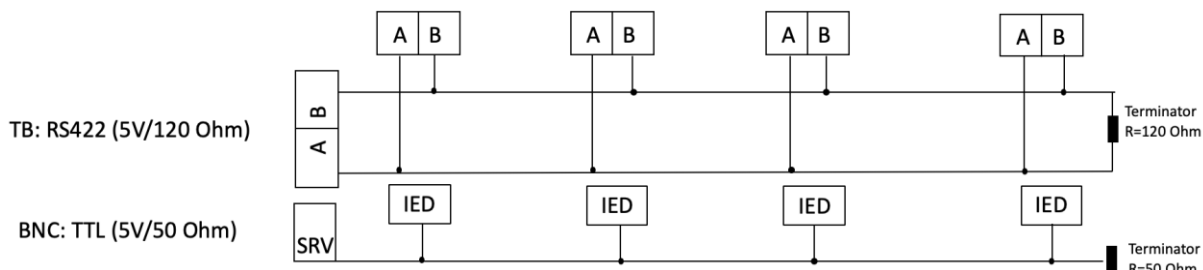 A B A B A B A B
B
A
TB: RS422 (5V/120 Ohm)
Terminator
R=120 Ohm
IED IED IED IED
BNC: TTL (5V/50 Ohm)
SRV
Terminator
R=50 Ohm